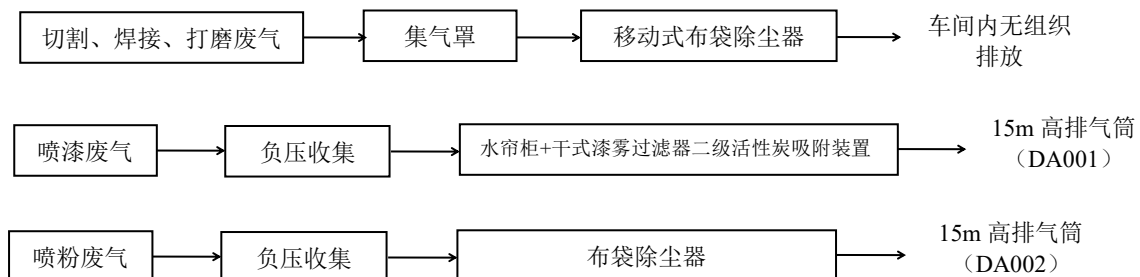 切割、焊接、打磨废气
集气罩
移动式布袋除尘器
车间内无组织
排放
喷漆废气
负压收集
水帘柜+干式漆雾过滤器二级活性炭吸附装置
15m 高排气筒
（DA001）
喷粉废气
负压收集
布袋除尘器
15m 高排气筒
（DA002）